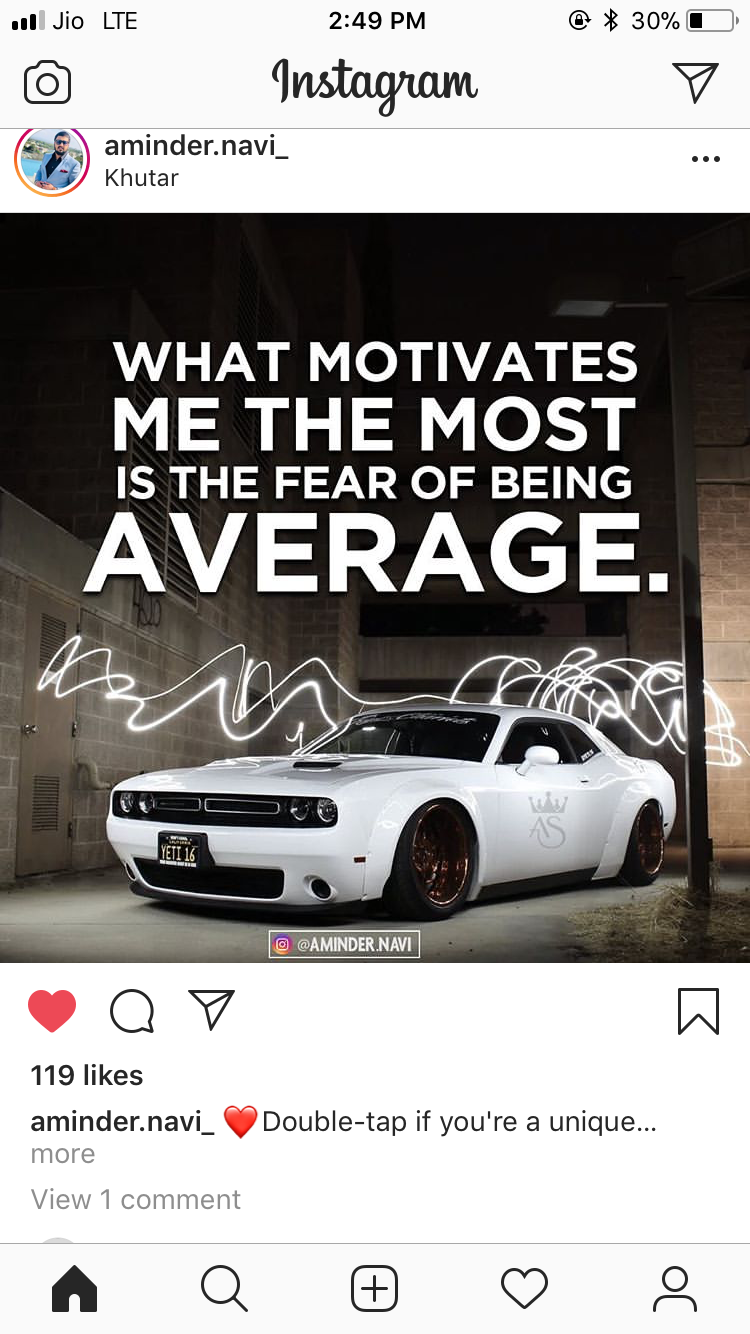 Jio LTE 2:49 PM 30%
Instagram
aminder.navi_
Khutar
WHAT MOTIVATES
ME THE MOST
IS THE FEAR OF BEING
AVERAGE.
YETI 16
AS
@AMINDER.NAVI
119 likes
aminder.navi_ ❤️Double-tap if you're a unique...
more
View 1 comment